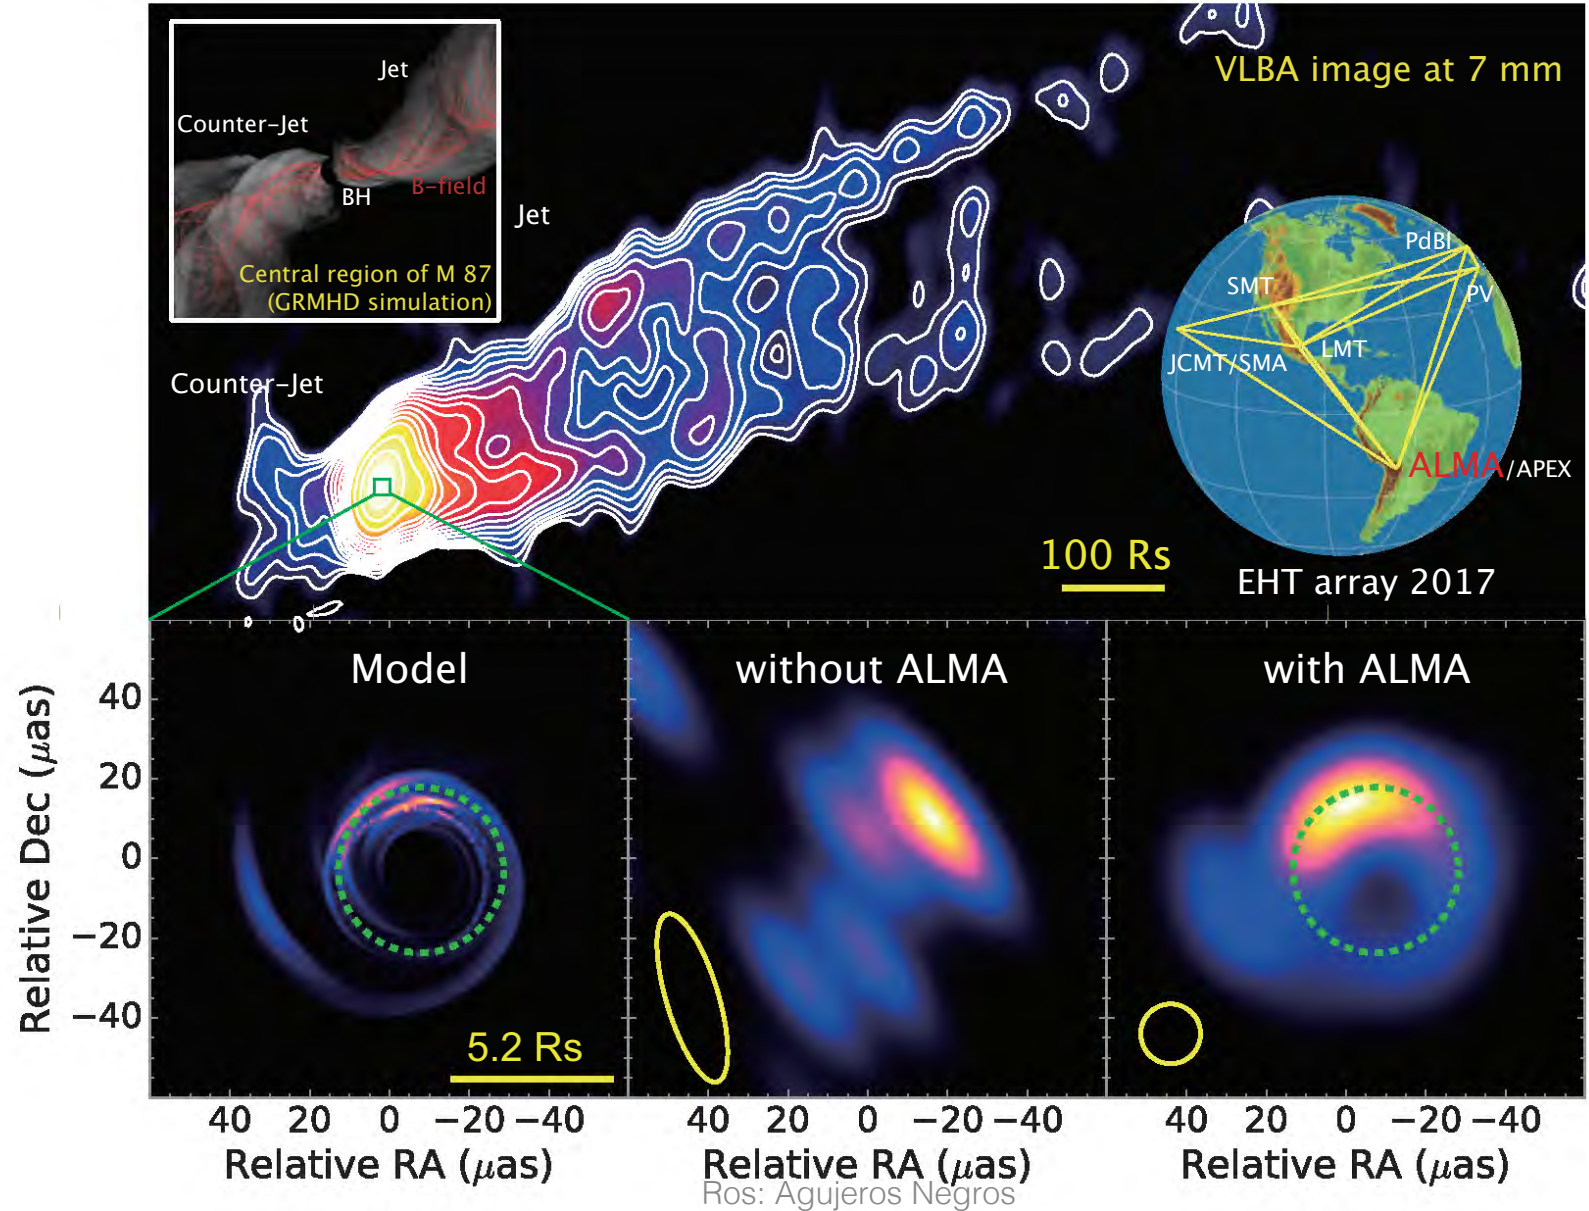 Jet
Counter-Jet
BH
B-field
Central region of M 87
(GRMHD simulation)
Jet
Counter-Jet
VLBA image at 7 mm
PdBI
SMT
PV
LMT
JCMT/SMA
ALMA/APEX
100 Rs
EHT array 2017
Model
without ALMA
with ALMA
Relative Dec (μas)
40
20
0
−20
−40
5.2 Rs
40 20 0 −20 −40
40 20 0 −20 −40
40 20 0 −20 −40
Relative RA (μas)
Relative RA (μas)
Relative RA (μas)
Ros: Agujeros Negros